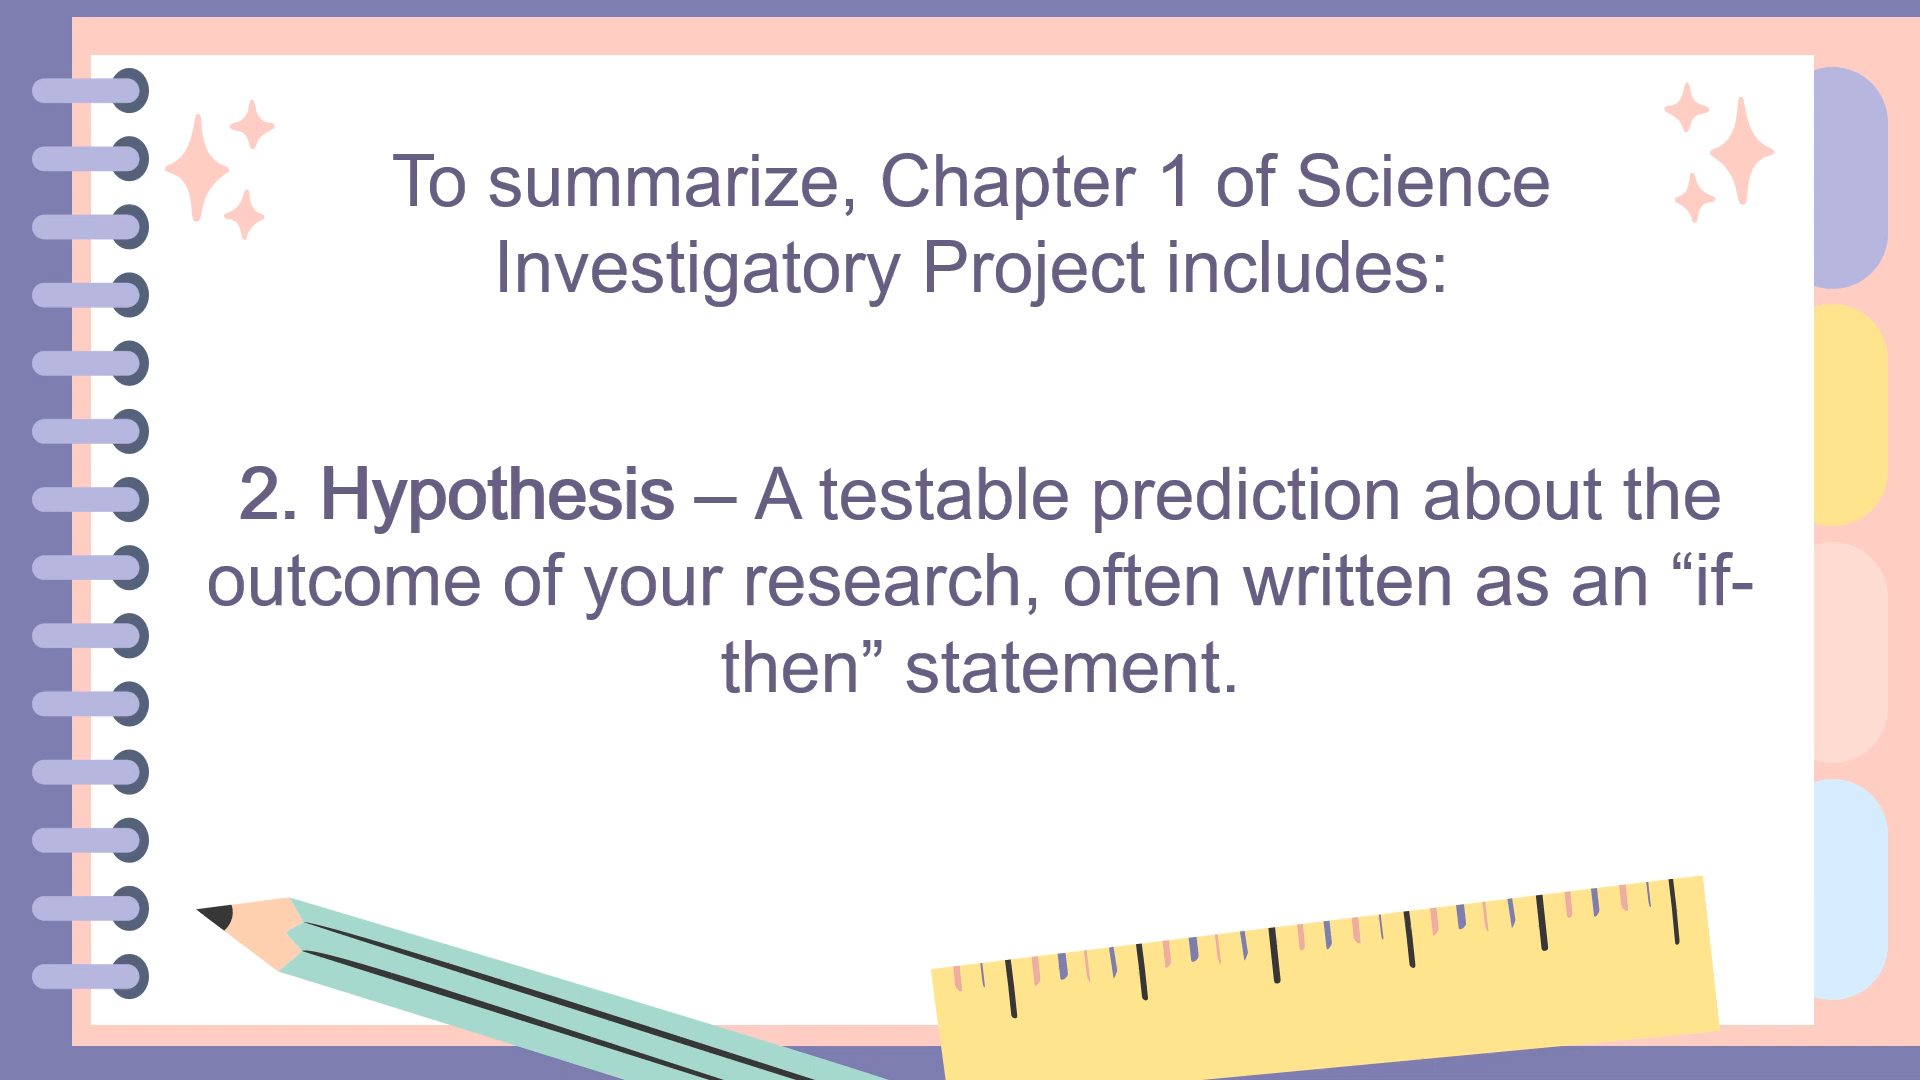 To summarize, Chapter 1 of Science
Investigatory Project includes:
2. Hypothesis – A testable prediction about the
outcome of your research, often written as an “if-
then” statement.